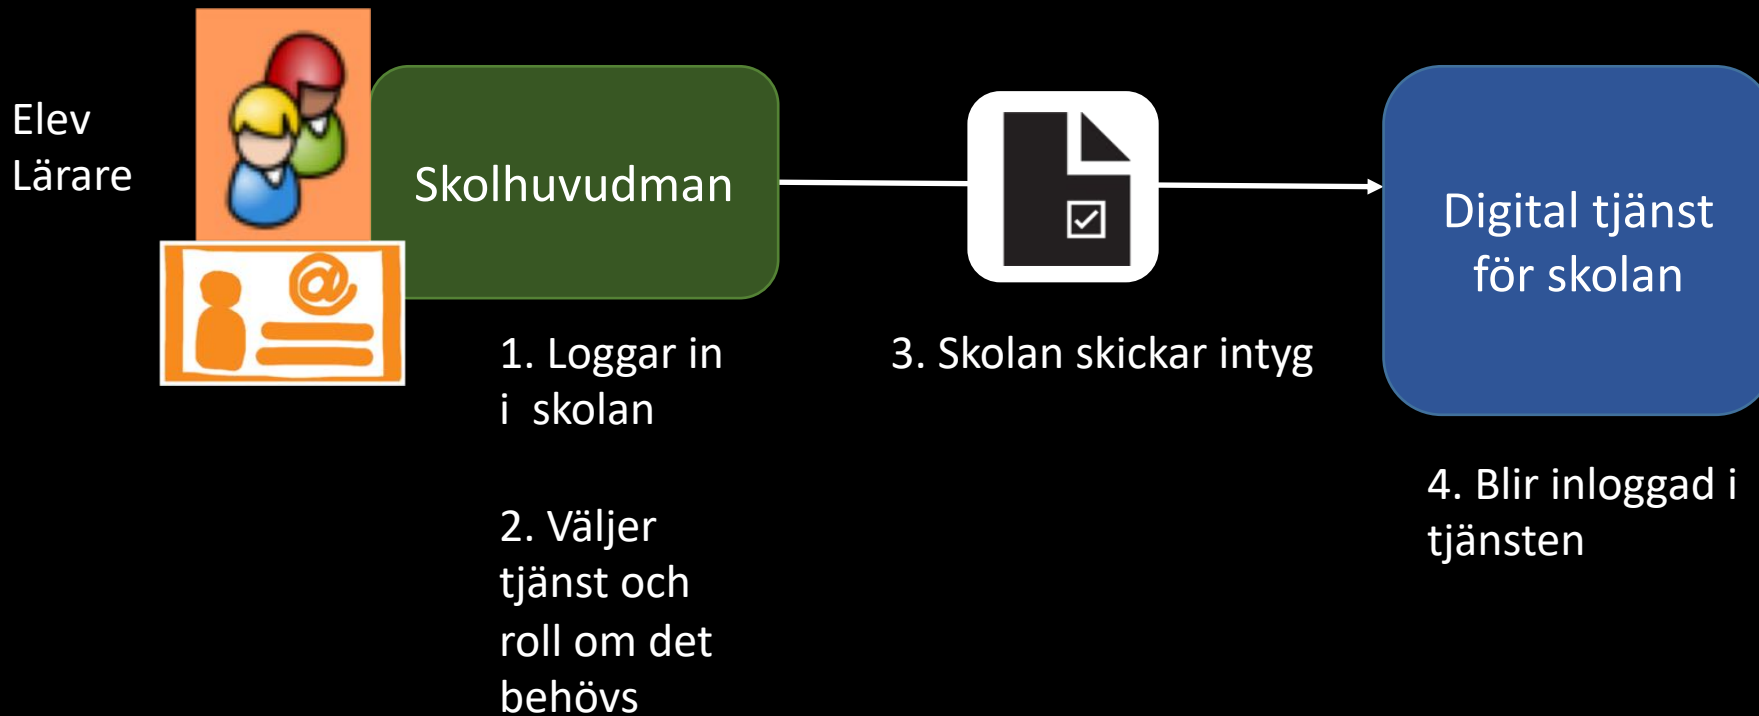 Elev
Lärare
Skolhuvudman
Digital tjänst
för skolan
@
1. Loggar in
i  skolan
2. Väljer
tjänst och
roll om det
behövs
3. Skolan skickar intyg
4. Blir inloggad i
tjänsten